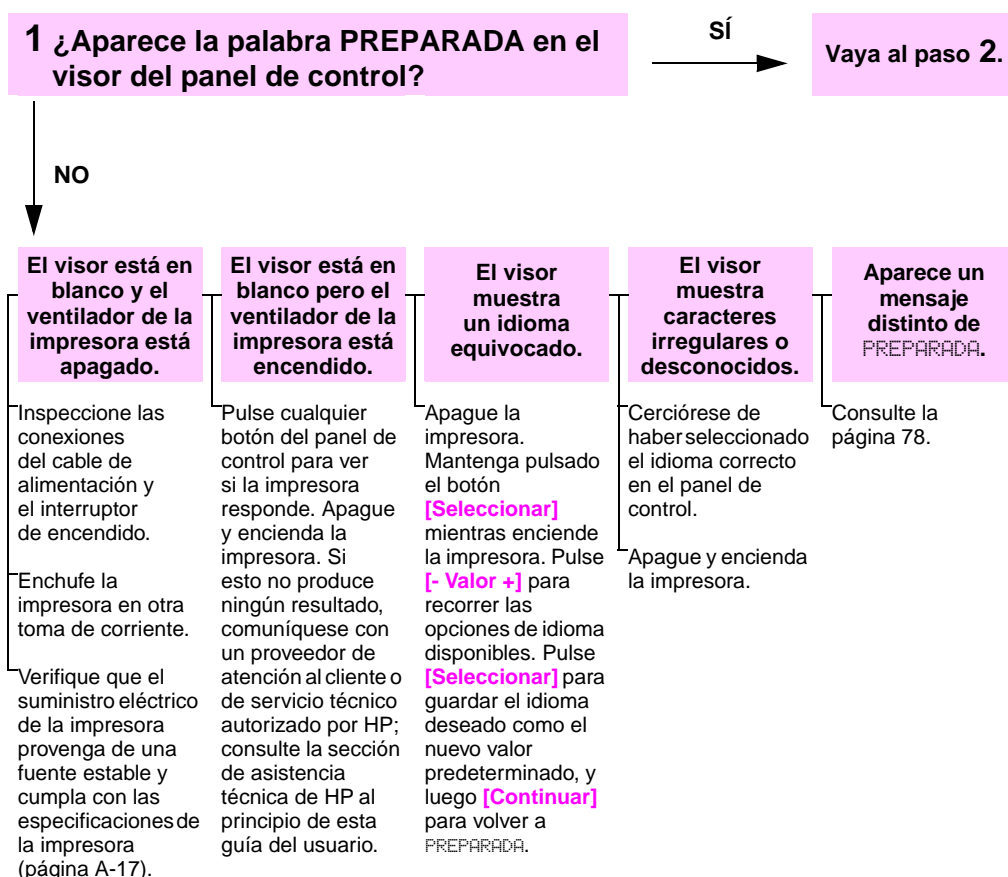 1 ¿Aparece la palabra PREPARADA en el
visor del panel de control?
SÍ
Vaya al paso 2.
NO
El visor está en
blanco y el
ventilador de la
impresora está
apagado.
Inspeccione las
conexiones
del cable de
alimentación y
el interruptor
de encendido.
Enchufe la
impresora en otra
toma de corriente.
Verifique que el
suministro eléctrico
de la impresora
provenga de una
fuente estable y
cumpla con las
especificaciones de
la impresora
(página A-17).
El visor está en
blanco pero el
ventilador de la
impresora está
encendido.
Pulse cualquier
botón del panel de
control para ver
si la impresora
responde. Apague
y encienda la
impresora. Si
esto no produce
ningún resultado,
comuníquese con
un proveedor de
atención al cliente o
de servicio técnico
autorizado por HP;
consulte la sección
de asistencia
técnica de HP al
principio de esta
guía del usuario.
El visor
muestra
un idioma
equivocado.
Apague la
impresora.
Mantenga pulsado
el botón
[Seleccionar]
mientras enciende
la impresora. Pulse
[- Valor +] para
recorrer las
opciones de idioma
disponibles. Pulse
[Seleccionar] para
guardar el idioma
deseado como el
nuevo valor
predeterminado, y
luego [Continuar]
para volver a
PREPARADA.
El visor
muestra
caracteres
irregulares o
desconocidos.
Cerciórese de
haber seleccionado
el idioma correcto
en el panel de
control.
Apague y encienda
la impresora.
Aparece un
mensaje
distinto de
PREPARADA.
Consulte la
página 78.